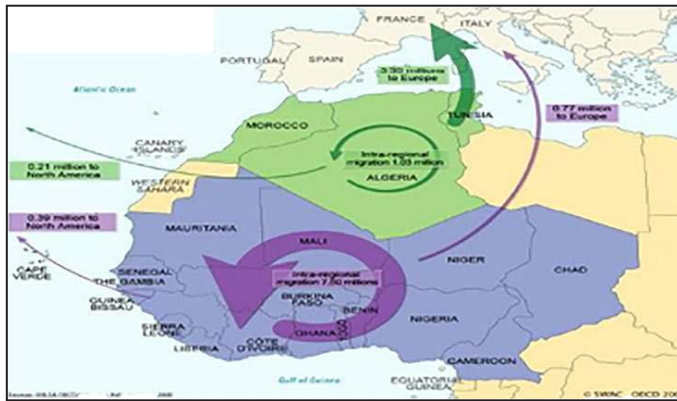 FRANCE
ITALY
PORTUGAL
SPAIN
3.30 millions
to Europe
Atlantic Ocean
0.77 million
to Europe
TUNISIA
MOROCCO
CANARY
ISLANDS
Intra-regional
migration 1.03 million
0.21 million to
North America
ALGERIA
WESTERN
SAHARA
0.39 million to
North America
MAURITANIA
MALI
NIGER
CHAD
CAPE
VERDE
SENEGAL
THE GAMBIA
Intra-regional
migration 7.50 millions
GUINEA
BISSAU
BURKINA
FASO
BENIN
NIGERIA
SIERRA
LEONE
CÔTE
D'IVOIRE
GHANA
TOGO
LIBERIA
CAMEROON
Gulf of Guinea
EQUATORIAL
GUINEA
© SWAC OECD